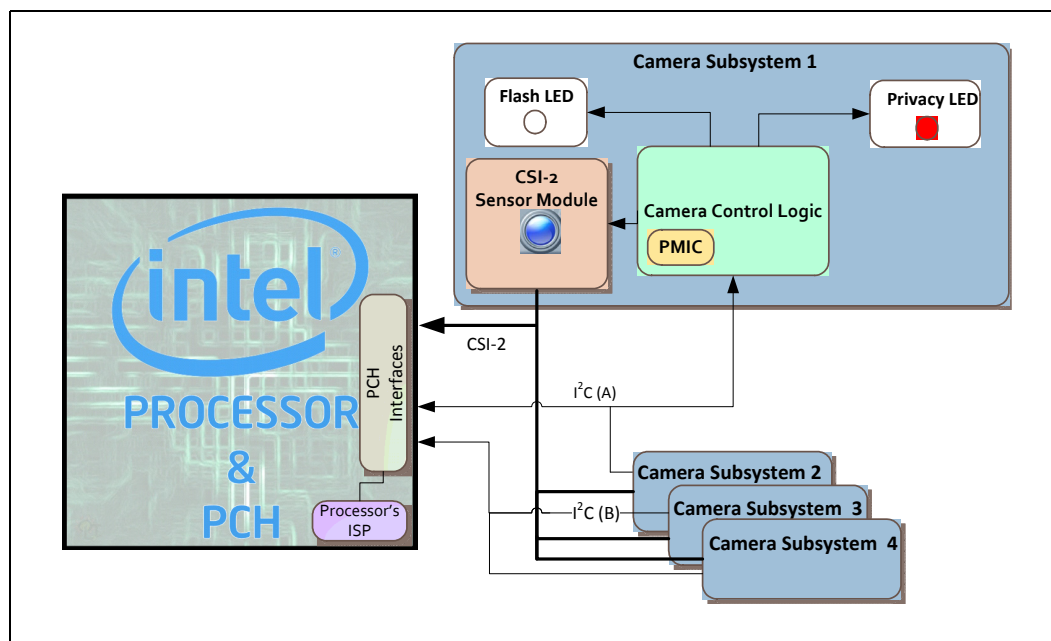 Camera Subsystem 1
Flash LED
Privacy LED
CSI-2
Sensor Module
Camera Control Logic
PMIC
intel
®
PROCESSOR
&
PCH
PCH
Interfaces
Processor's
ISP
CSI-2
I²C (A)
I²C (B)
Camera Subsystem 2
Camera Subsystem 3
Camera Subsystem 4